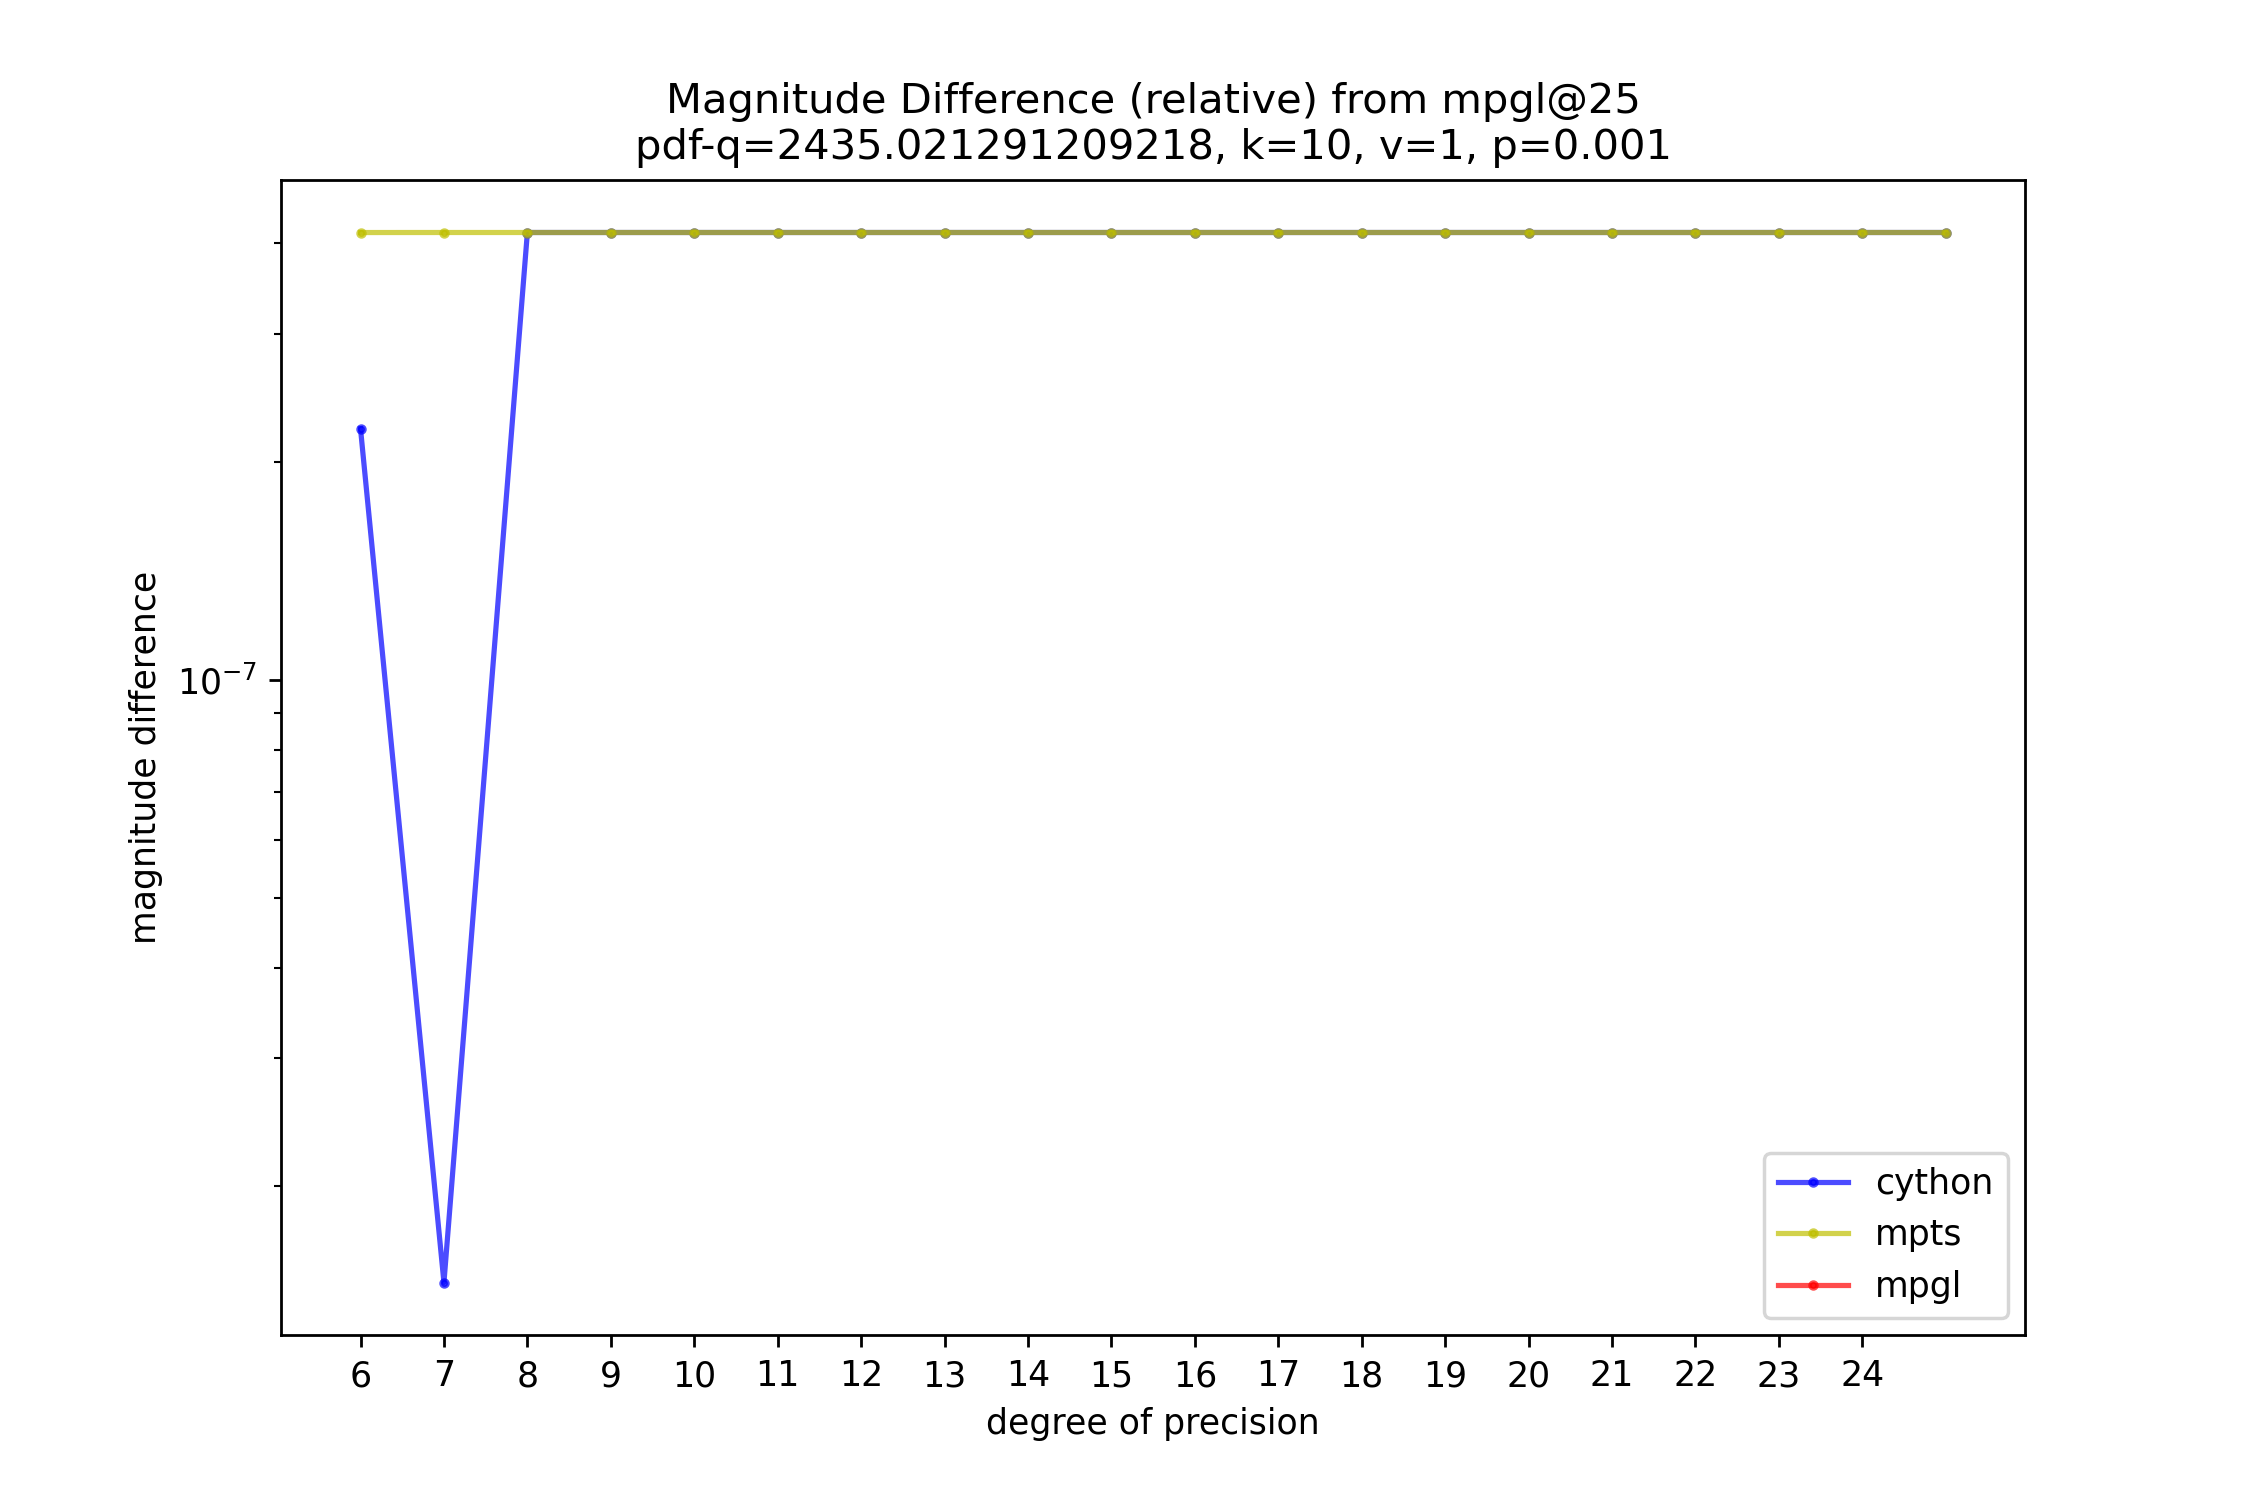 Magnitude Difference (relative) from mpgl@25
pdf-q=2435.021291209218, k=10, v=1, p=0.001
magnitude difference
10⁻⁷
cython
mpts
mpgl
6 7 8 9 10 11 12 13 14 15 16 17 18 19 20 21 22 23 24
degree of precision